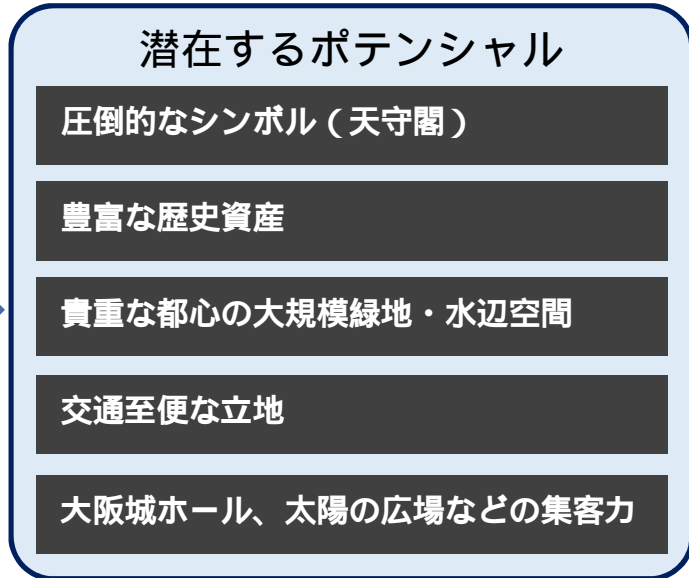 潜在するポテンシャル
圧倒的なシンボル（天守閣）
豊富な歴史資産
貴重な都心の大規模緑地・水辺空間
交通至便な立地
大阪城ホール、太陽の広場などの集客力